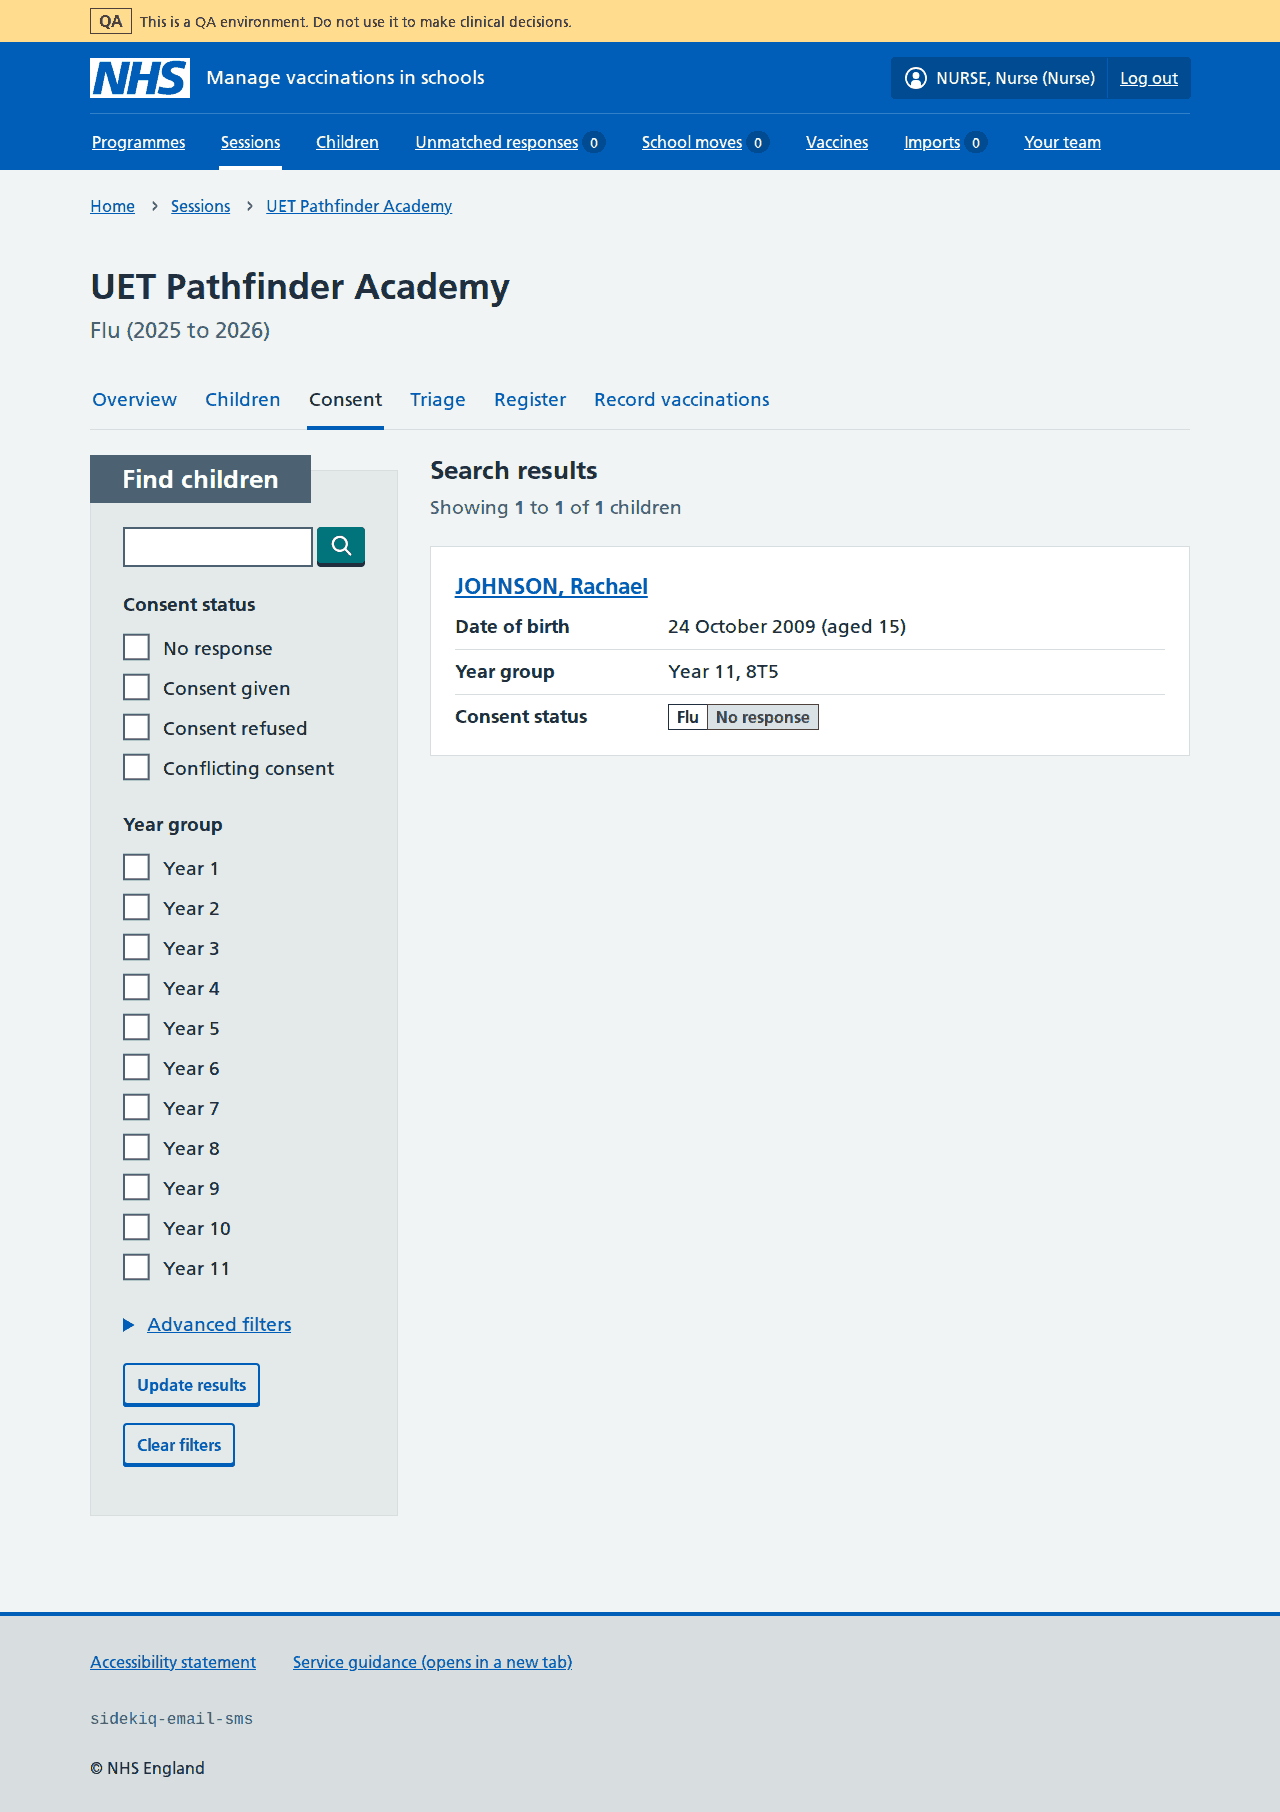 QA This is a QA environment. Do not use it to make clinical decisions.
NHS Manage vaccinations in schools NURSE, Nurse (Nurse) Log out
Programmes Sessions Children Unmatched responses 0 School moves 0 Vaccines Imports 0 Your team
Home › Sessions › UET Pathfinder Academy
UET Pathfinder Academy
Flu (2025 to 2026)
Overview Children Consent Triage Register Record vaccinations
Find children
Consent status
No response
Consent given
Consent refused
Conflicting consent
Year group
Year 1
Year 2
Year 3
Year 4
Year 5
Year 6
Year 7
Year 8
Year 9
Year 10
Year 11
Advanced filters
Update results
Clear filters
Search results
Showing 1 to 1 of 1 children
JOHNSON, Rachael
Date of birth 24 October 2009 (aged 15)
Year group Year 11, 8T5
Consent status Flu No response
Accessibility statement Service guidance (opens in a new tab)
sidekiq-email-sms
© NHS England